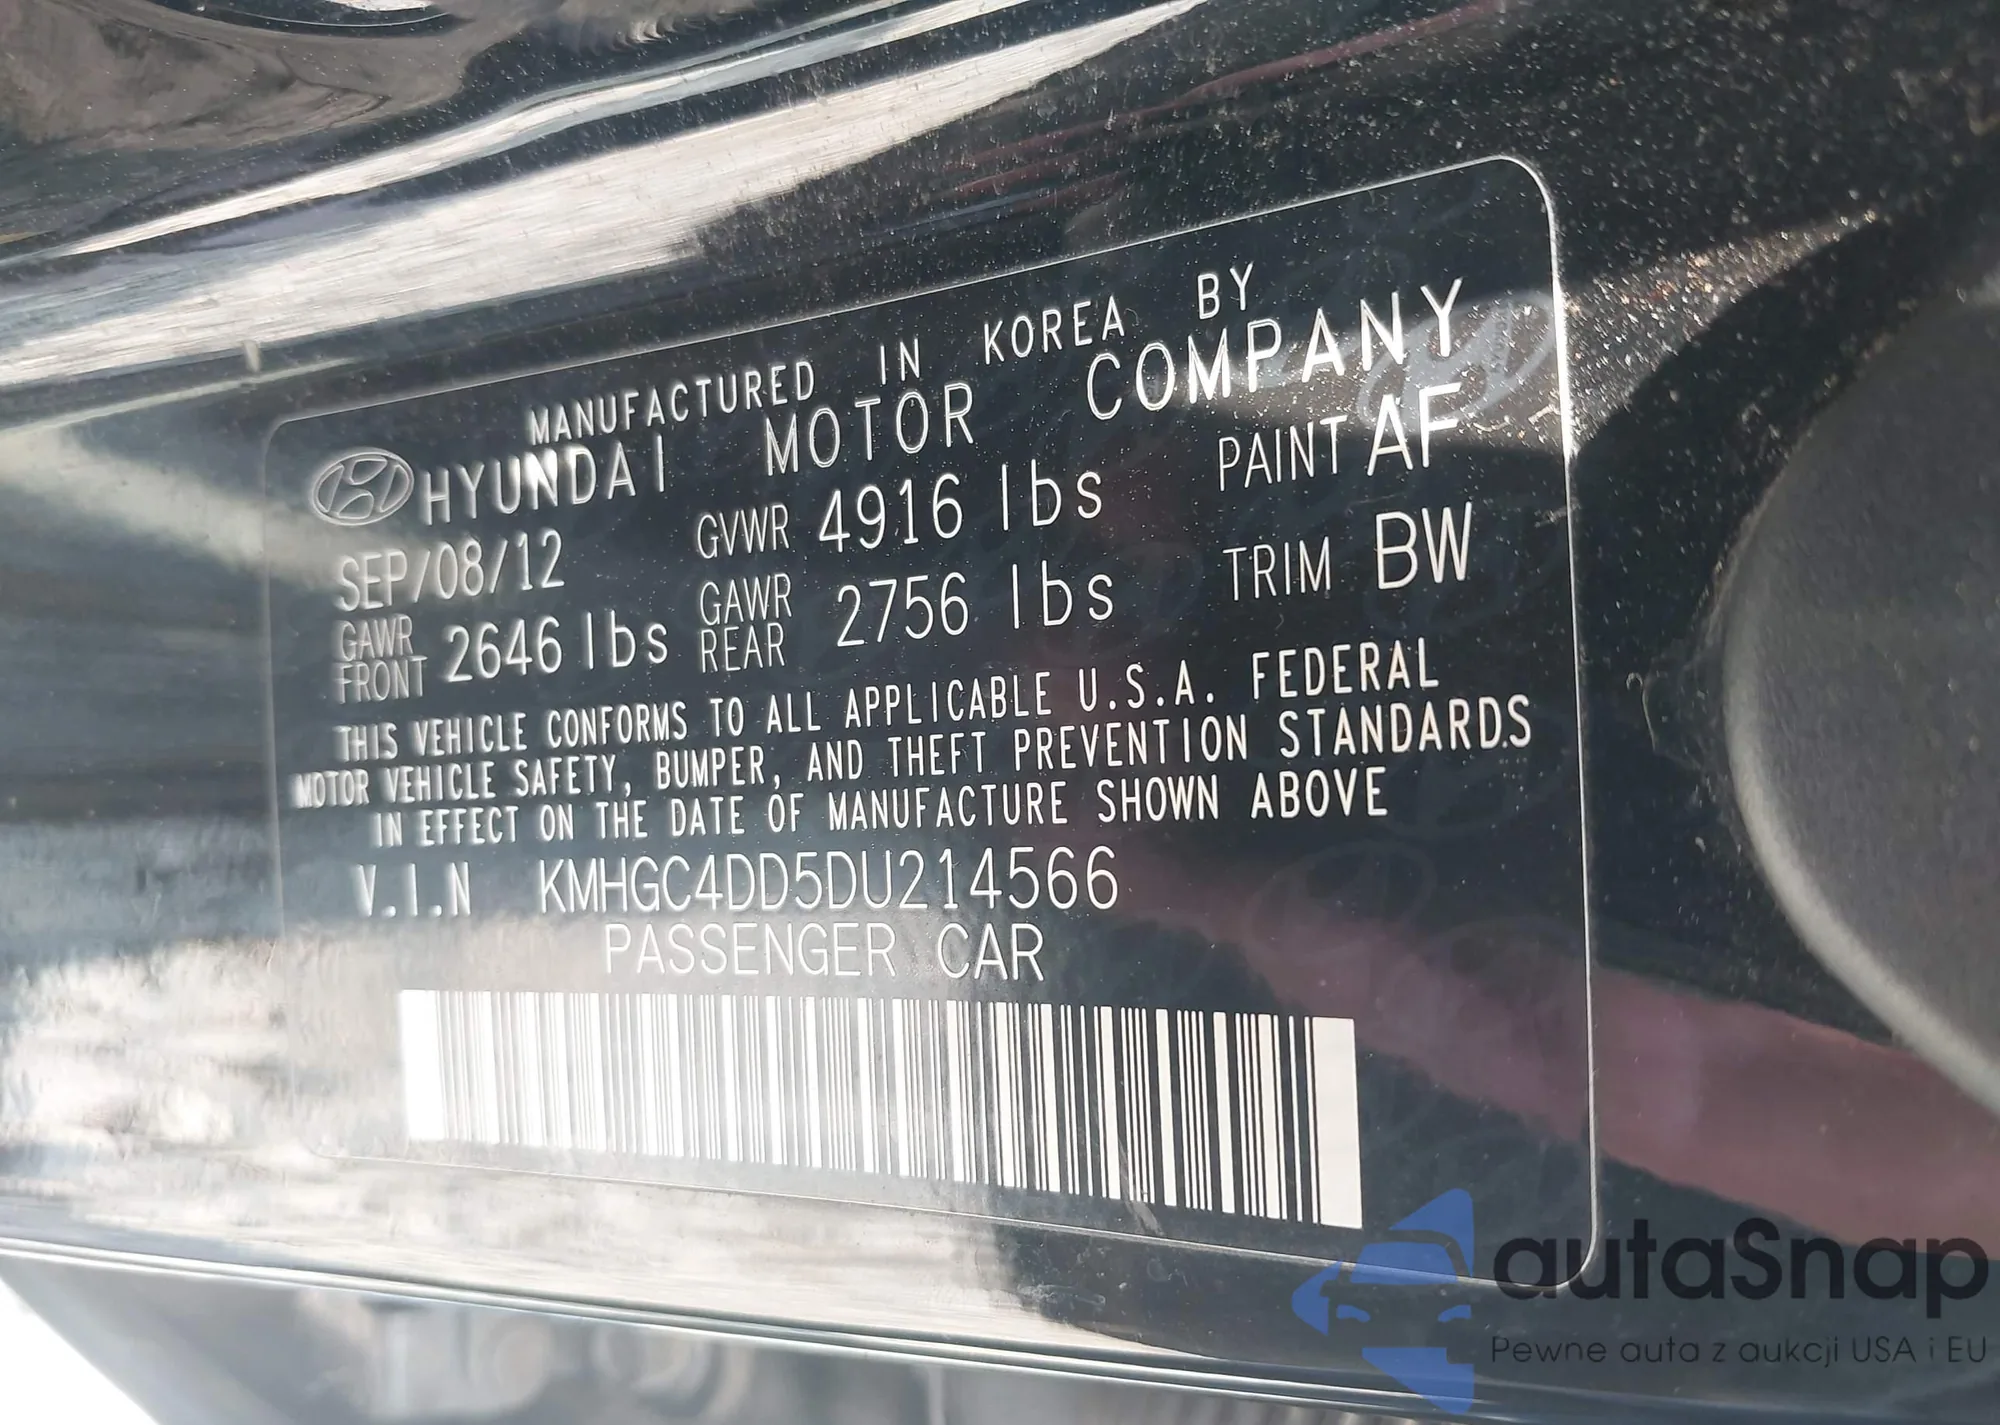 MANUFACTURED IN KOREA BY
HYUNDAI MOTOR COMPANY
SEP/08/12 GVWR 4916 lbs PAINT AF
GAWR FRONT 2646 lbs GAWR REAR 2756 lbs TRIM BW
THIS VEHICLE CONFORMS TO ALL APPLICABLE U.S.A. FEDERAL
MOTOR VEHICLE SAFETY, BUMPER, AND THEFT PREVENTION STANDARDS
IN EFFECT ON THE DATE OF MANUFACTURE SHOWN ABOVE
V.I.N KMHGC4DD5DU214566
PASSENGER CAR
autaSnap
Pewne auta z aukcji USA i EU